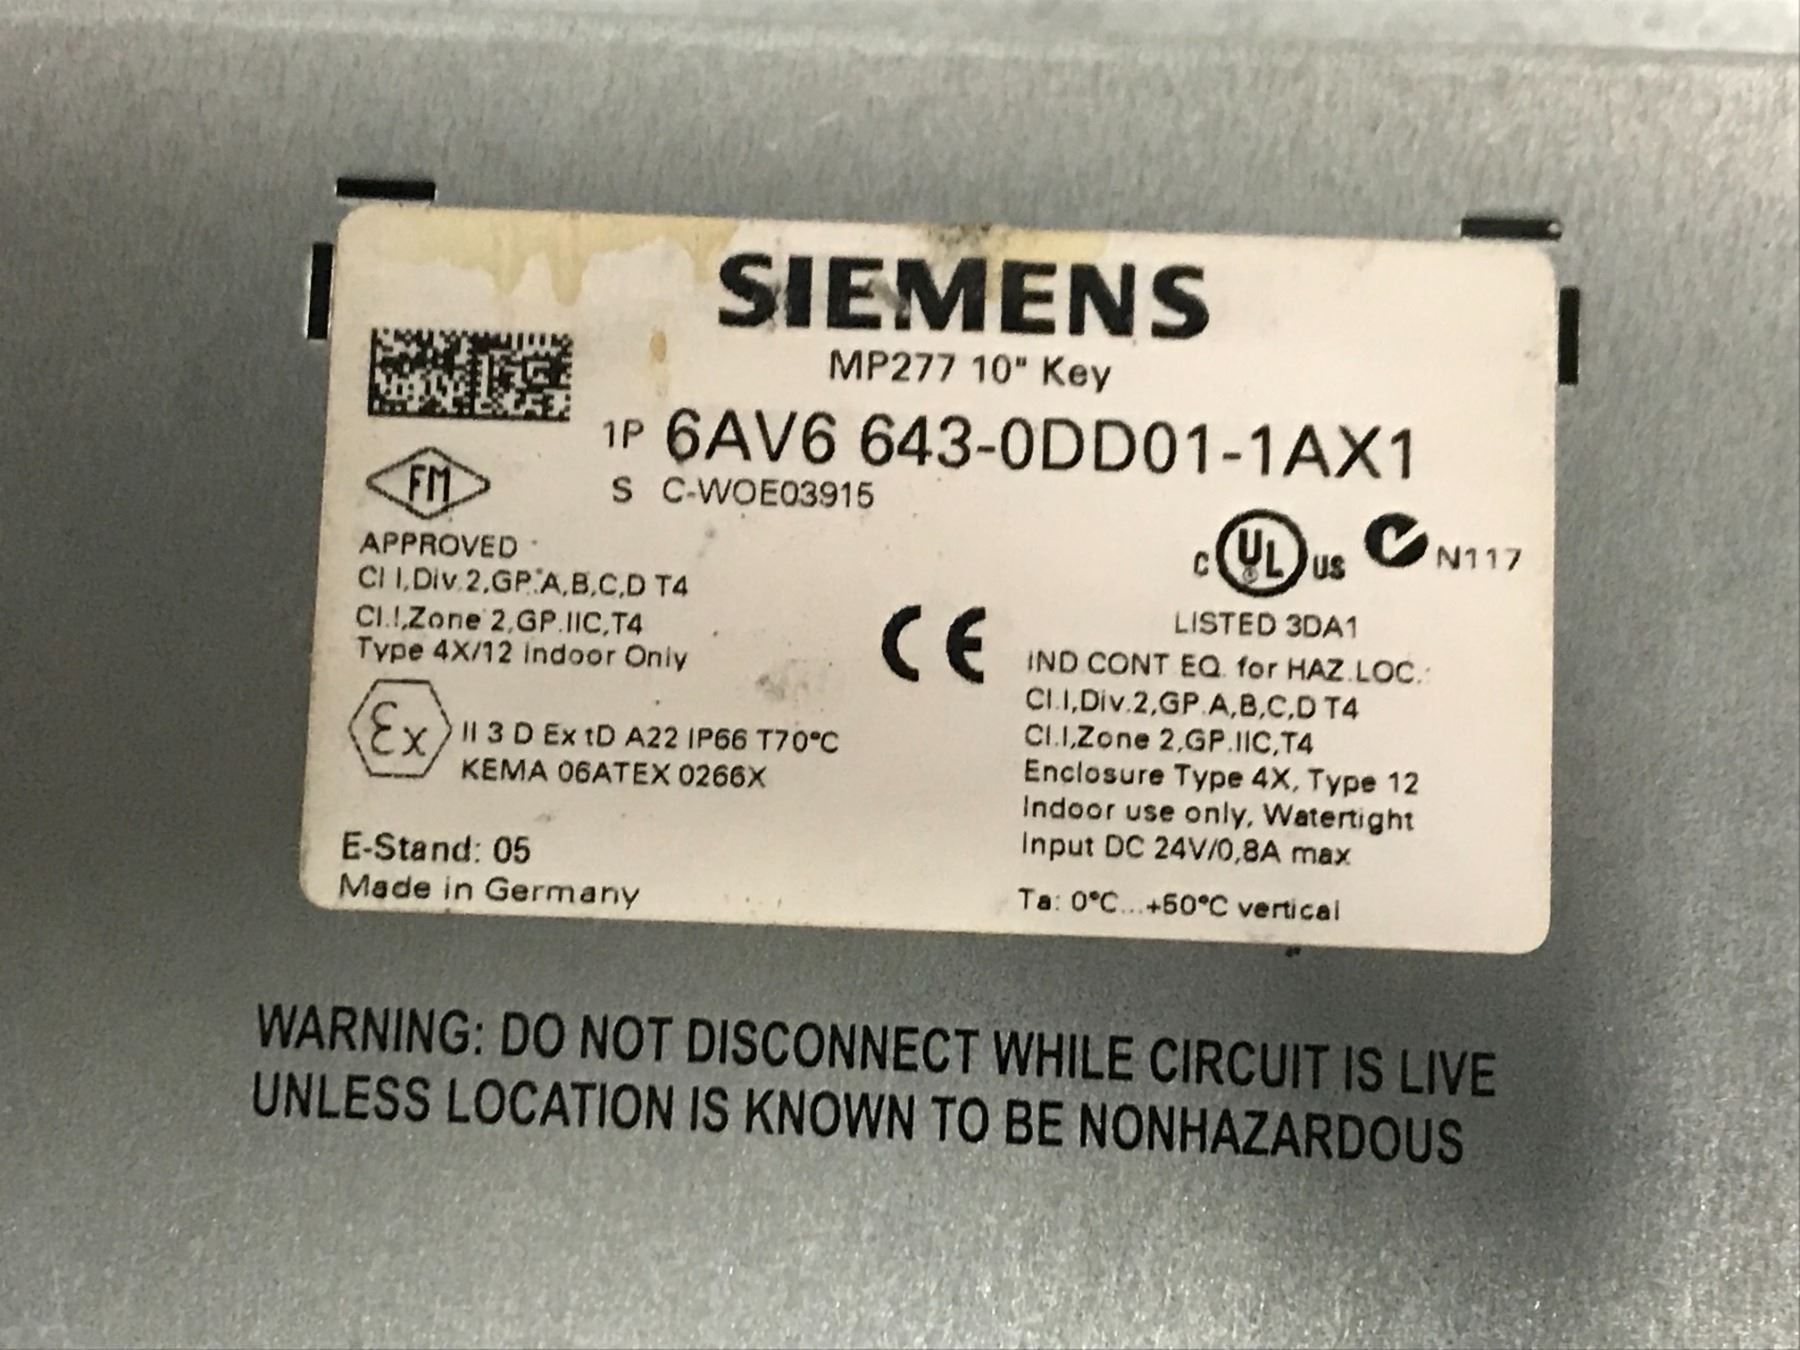 SIEMENS
MP277 10" Key
1P 6AV6 643-0DD01-1AX1
S C-WOE03915
FM
APPROVED
Cl I,Div.2,GP.A,B,C,D T4
Cl.I,Zone 2,GP.IIC,T4
Type 4X/12 Indoor Only
Ex II 3 D Ex tD A22 IP66 T70°C
KEMA 06ATEX 0266X
E-Stand: 05
Made in Germany
CE
C UL US N117
LISTED 3DA1
IND CONT EQ. for HAZ.LOC.:
Cl.I,Div.2,GP.A,B,C,D T4
Cl.I,Zone 2,GP.IIC,T4
Enclosure Type 4X, Type 12
Indoor use only, Watertight
Input DC 24V/0,8A max
Ta: 0°C...+50°C vertical
WARNING: DO NOT DISCONNECT WHILE CIRCUIT IS LIVE
UNLESS LOCATION IS KNOWN TO BE NONHAZARDOUS